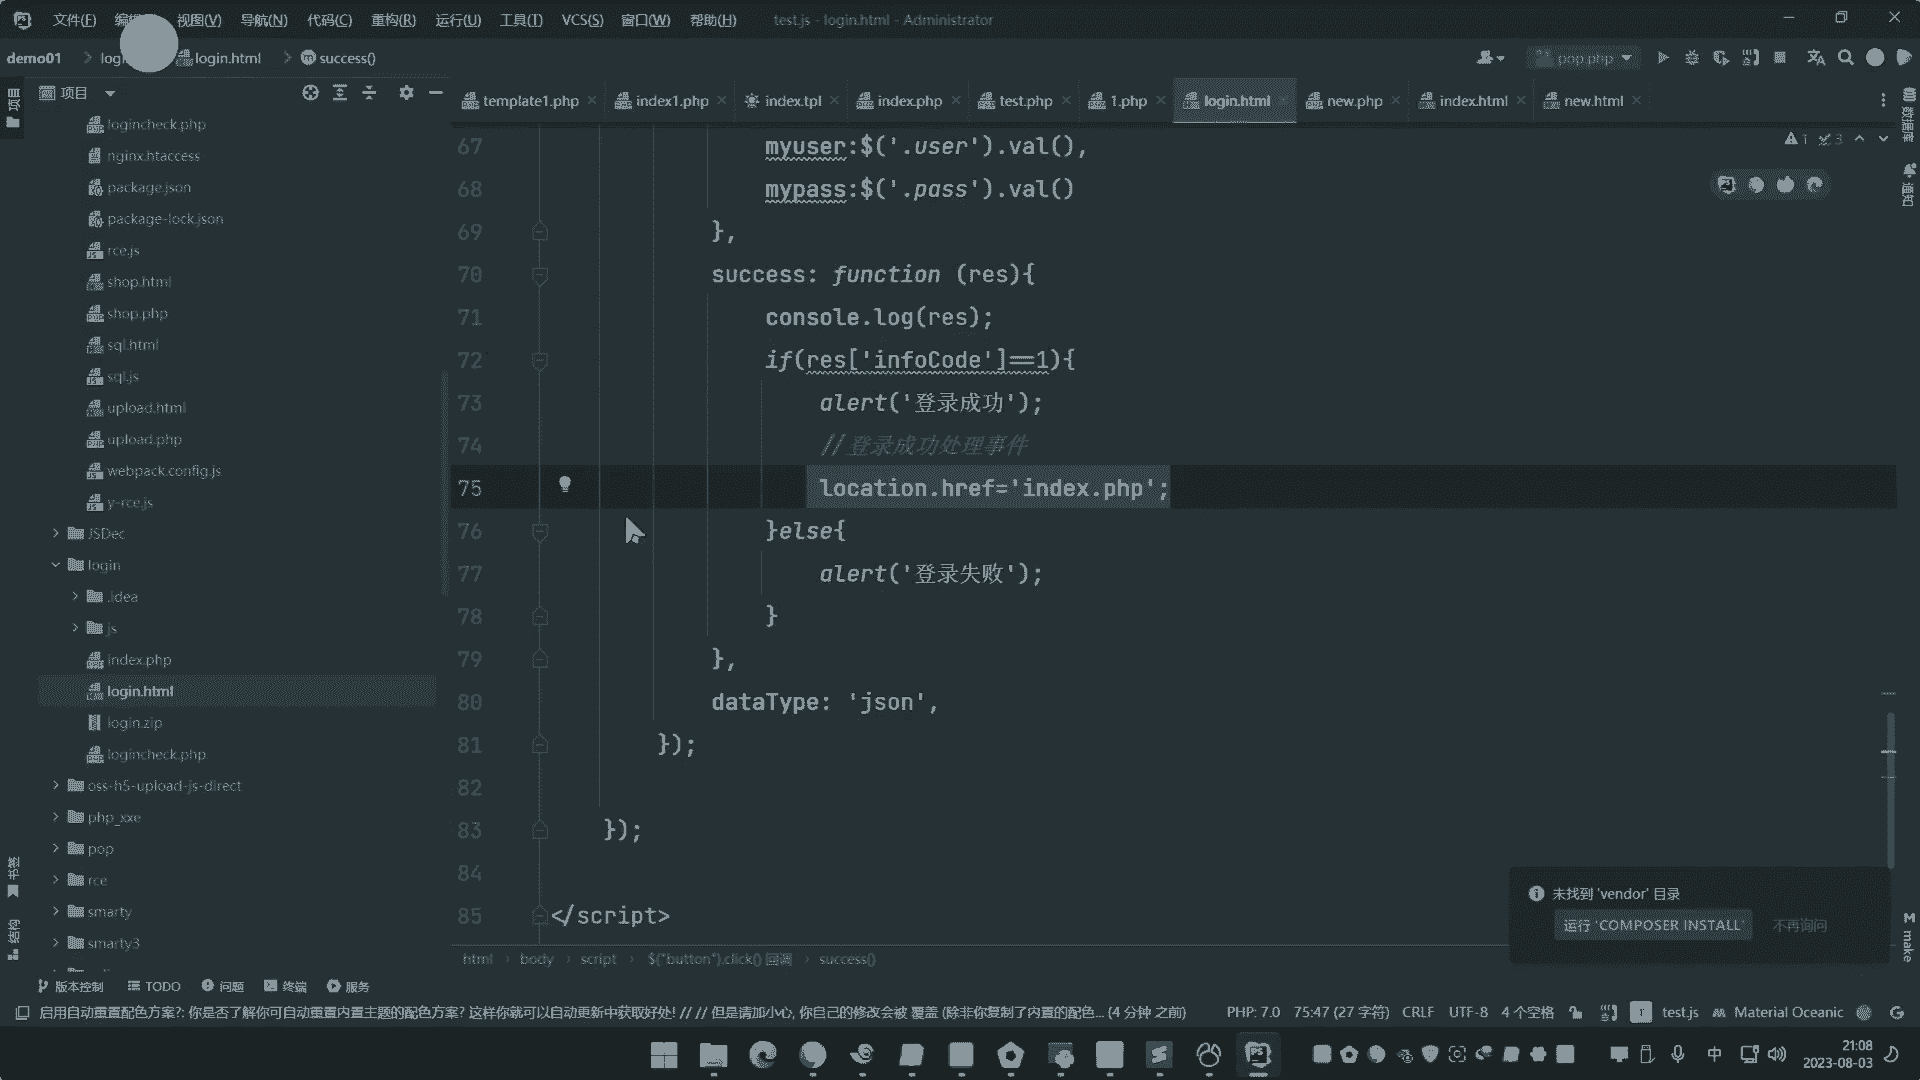 文件(F) 视图(V) 导航(N) 代码(C) 重构(R) 运行(U) 工具(T) VCS(S) 窗口(W) 帮助(H) test.js - login.html - Administrator
demo01 login.html success() pop.php
项目
template1.php index1.php index.tpl index.php test.php 1.php login.html new.php index.html new.html
项目
数据库
通知
logincheck.php
nginx.htaccess
package.json
package-lock.json
rce.js
shop.html
shop.php
sql.html
sql.js
upload.html
upload.php
webpack.config.js
y-rce.js
JSDec
login
.idea
js
index.php
login.html
login.zip
logincheck.php
oss-h5-upload-js-direct
php_xxe
pop
rce
smarty
smarty3
书签
结构
1 3
67 myuser:$('.user').val(),
68 mypass:$('.pass').val()
69 },
70 success: function (res){
71 console.log(res);
72 if(res['infoCode']==1){
73 alert('登录成功');
74 //登录成功处理事件
75 location.href='index.php';
76 }else{
77 alert('登录失败');
78 }
79 },
80 dataType: 'json',
81 });
82
83 });
84
85 </script>
未找到 'vendor' 目录
运行 'COMPOSER INSTALL' 不再询问
make
html body script $("button").click() 回调 success()
版本控制 TODO 问题 终端 服务
启用自动重置配色方案?: 你是否了解你可自动重置内置主题的配色方案? 这样你就可以自动更新中获取好处! // // 但是请加小心, 你自己的修改会被 覆盖 (除非你复制了内置的配色... (4 分钟 之前)
PHP: 7.0 75:47 (27 字符) CRLF UTF-8 4 个空格 test.js Material Oceanic
中 21:08
2023-08-03